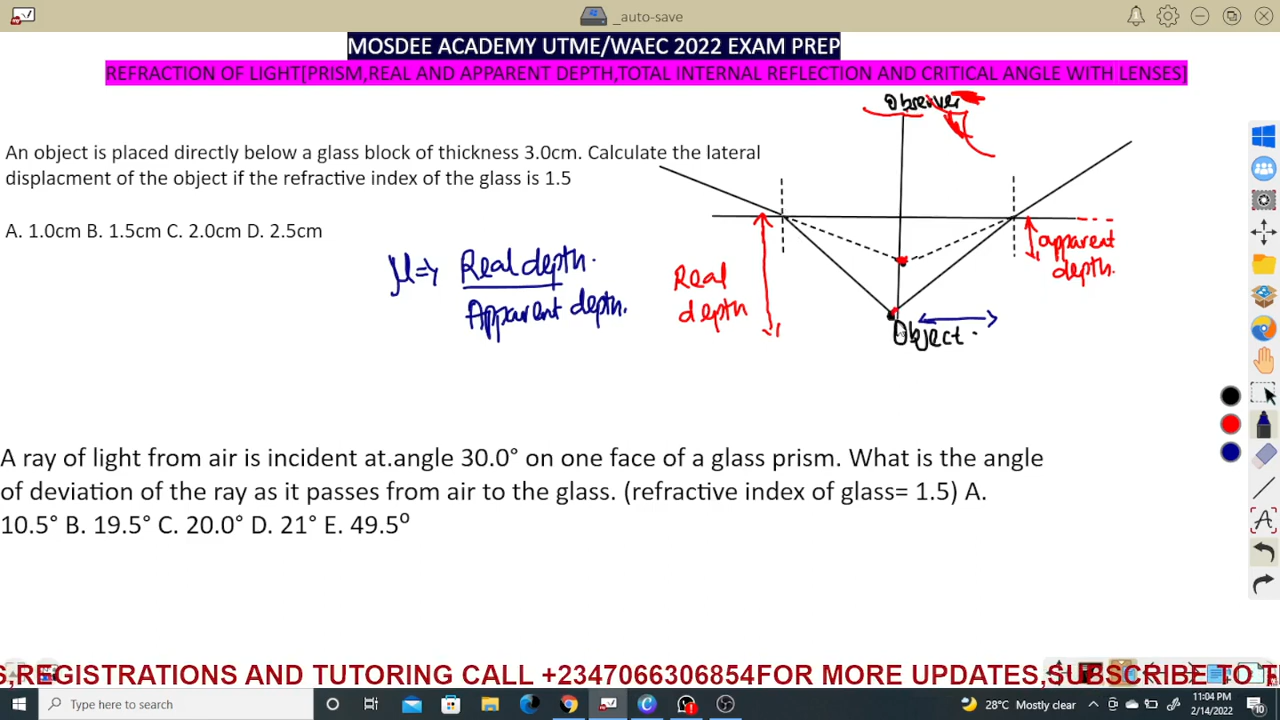 _auto-save
MOSDEE ACADEMY UTME/WAEC 2022 EXAM PREP
REFRACTION OF LIGHT[PRISM,REAL AND APPARENT DEPTH,TOTAL INTERNAL REFLECTION AND CRITICAL ANGLE WITH LENSES]
Observer
An object is placed directly below a glass block of thickness 3.0cm. Calculate the lateral
displacment of the object if the refractive index of the glass is 1.5
A. 1.0cm B. 1.5cm C. 2.0cm D. 2.5cm
μ⇒ Real depth.
Apparent depth.
Real
depth
apparent
depth.
Object
A ray of light from air is incident at.angle 30.0° on one face of a glass prism. What is the angle
of deviation of the ray as it passes from air to the glass. (refractive index of glass= 1.5) A.
10.5° B. 19.5° C. 20.0° D. 21° E. 49.5⁰
S,REGISTRATIONS AND TUTORING CALL +2347066306854FOR MORE UPDATES,SUBSCRIBE TO T
Type here to search
28°C Mostly clear
11:04 PM
2/14/2022